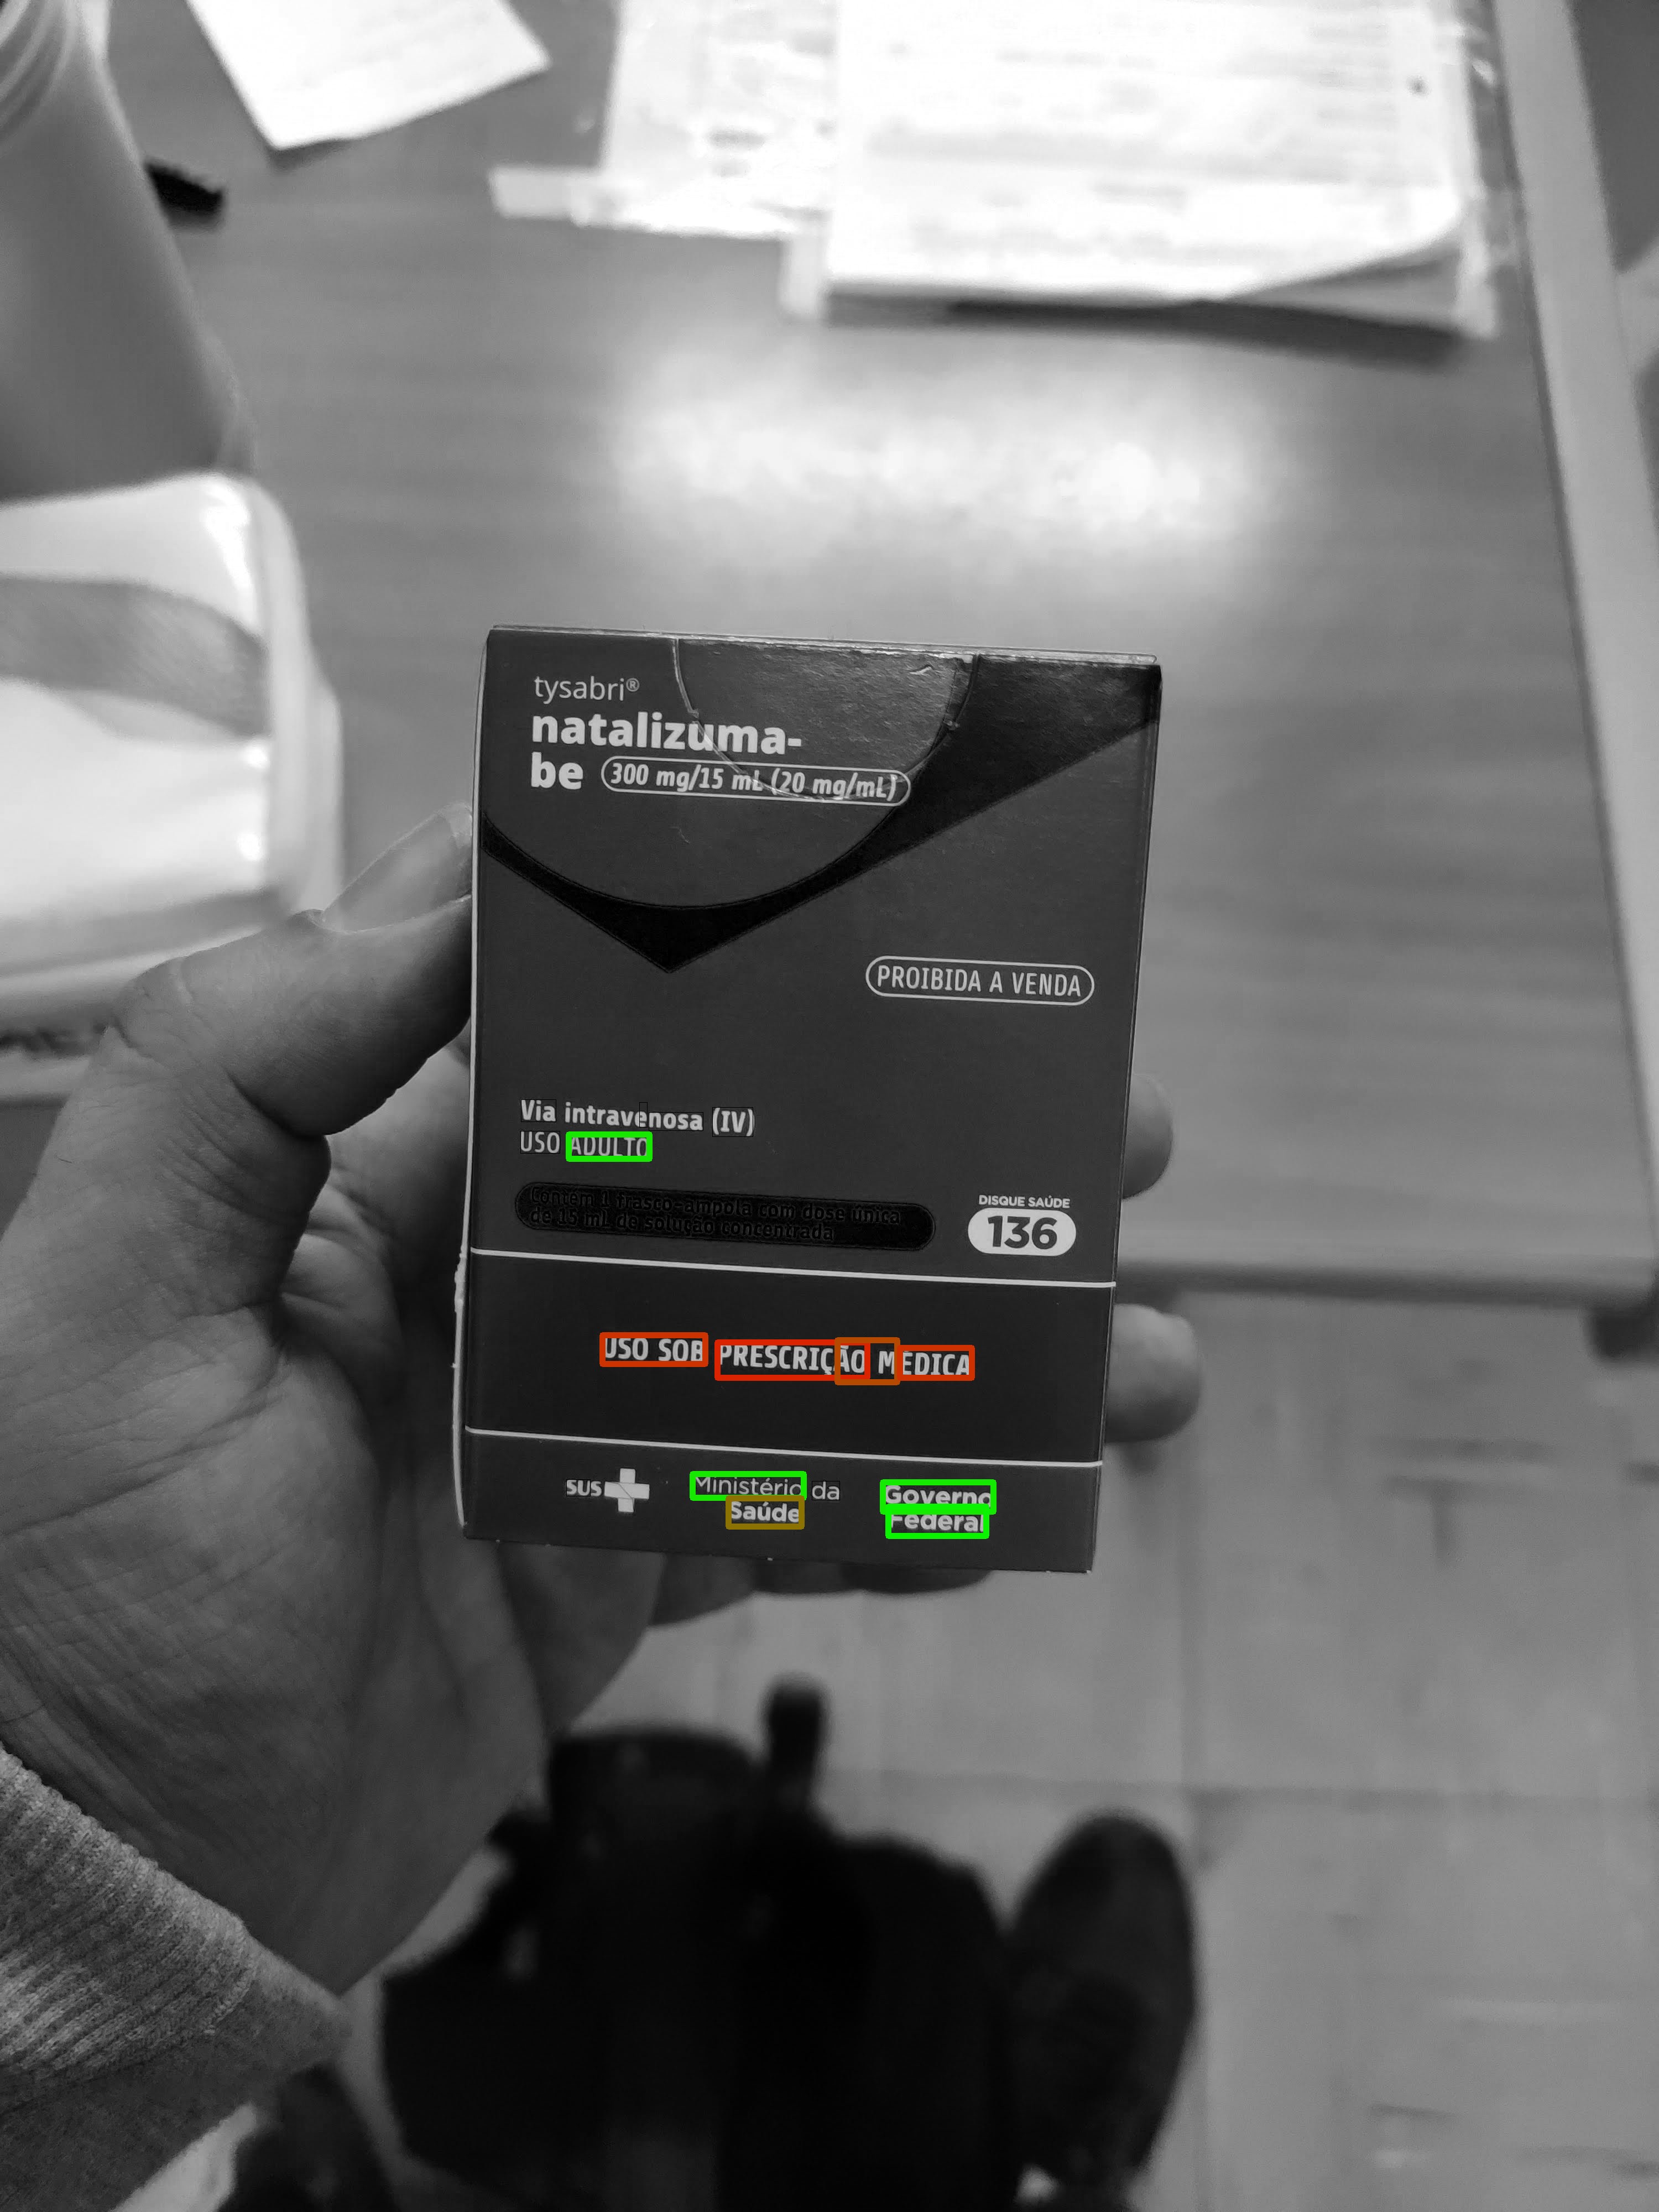 tysabri®
natalizuma-
be 300 mg/15 mL (20 mg/mL)
PROIBIDA A VENDA
Via intravenosa (IV)
USO ADULTO
Contém 1 frasco-ampola com dose única
de 15 mL de solução concentrada
DISQUE SAÚDE
136
USO SOB PRESCRIÇÃO MÉDICA
SUS
Ministério da
Saúde
Governo
Federal